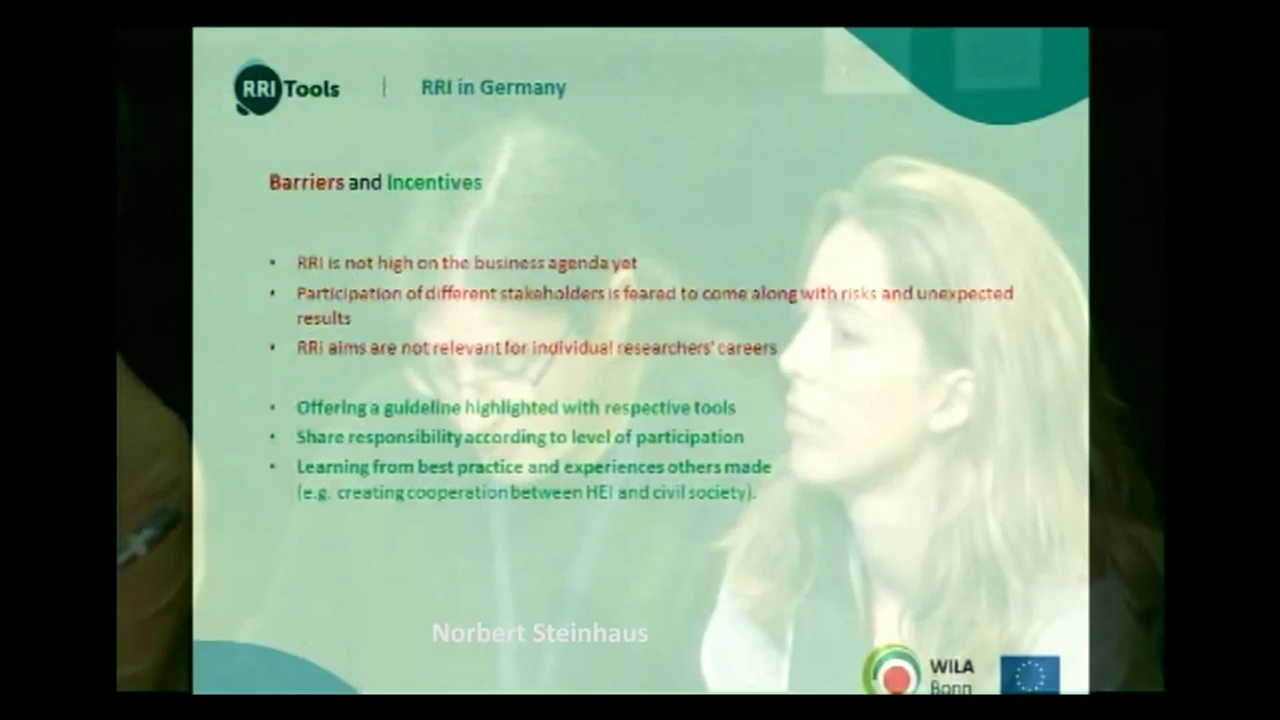 RRI Tools | RRI in Germany
Barriers and Incentives
• RRI is not high on the business agenda yet
• Participation of different stakeholders is feared to come along with risks and unexpected
results
• RRI aims are not relevant for individual researchers' careers
• Offering a guideline highlighted with respective tools
• Share responsibility according to level of participation
• Learning from best practice and experiences others made
(e.g. creating cooperation between HEI and civil society).
Norbert Steinhaus
WILA
Bonn